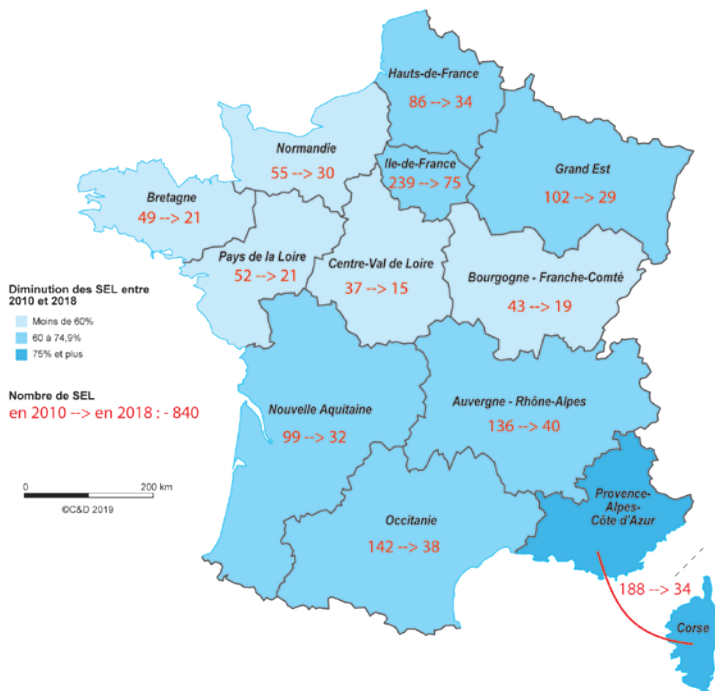 Hauts-de-France
86 --> 34
Normandie
55 --> 30
Ile-de-France
239 --> 75
Grand Est
102 --> 29
Bretagne
49 --> 21
Pays de la Loire
52 --> 21
Centre-Val de Loire
37 --> 15
Bourgogne - Franche-Comté
43 --> 19
Diminution des SEL entre
2010 et 2018
Moins de 60%
60 à 74,9%
75% et plus
Nombre de SEL
en 2010 --> en 2018 : - 840
Nouvelle Aquitaine
99 --> 32
Auvergne - Rhône-Alpes
136 --> 40
0 200 km
©C&D 2019
Occitanie
142 --> 38
Provence-
Alpes-
Côte d'Azur
188 --> 34
Corse